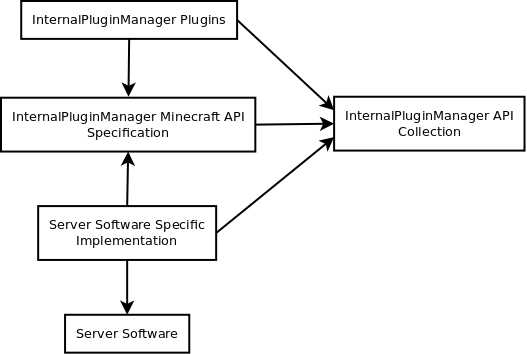 InternalPluginManager Plugins
InternalPluginManager Minecraft API
Specification
InternalPluginManager API
Collection
Server Software Specific
Implementation
Server Software